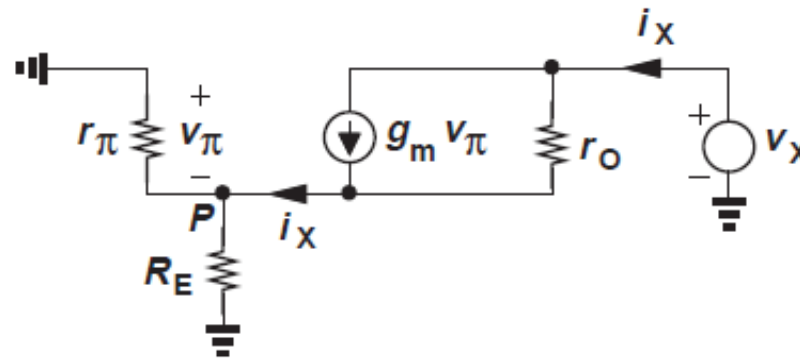 i_X
+
r_π v_π
−
g_m v_π
r_O
+
v_X
−
P
i_X
R_E